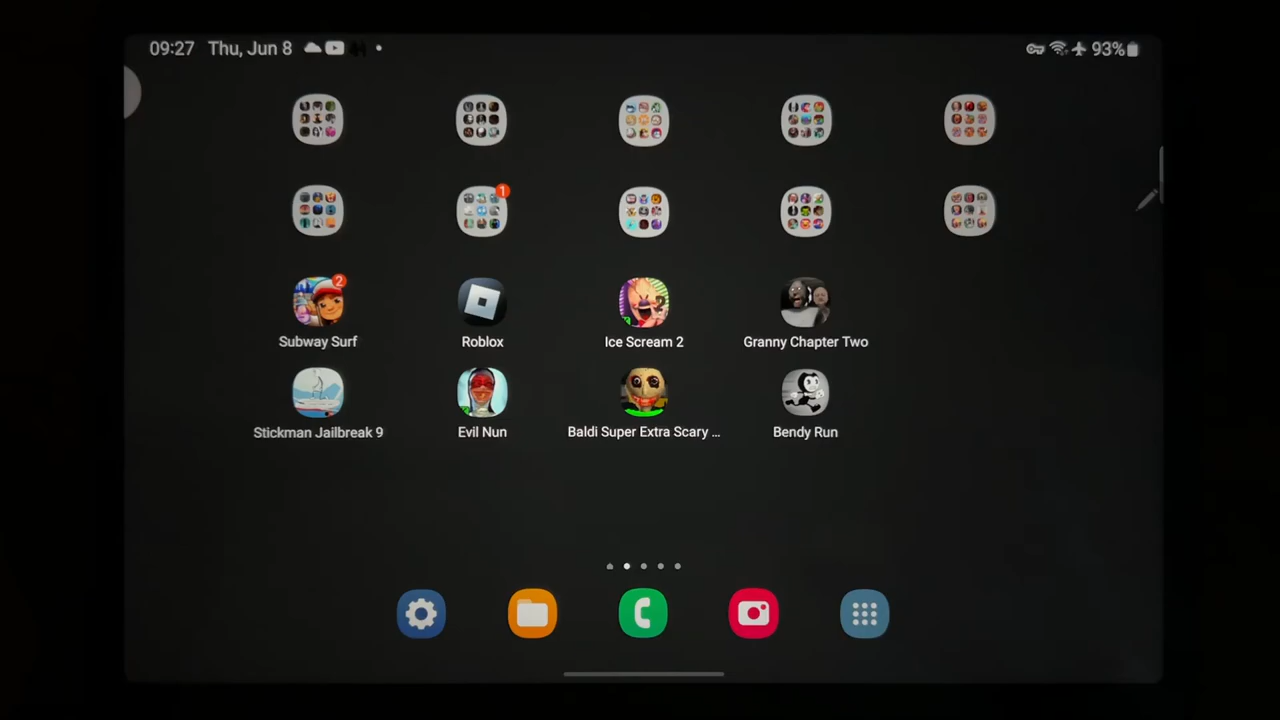 09:27 Thu, Jun 8
93%
1
2
Subway Surf
Roblox
Ice Scream 2
Granny Chapter Two
Stickman Jailbreak 9
Evil Nun
Baldi Super Extra Scary ...
Bendy Run